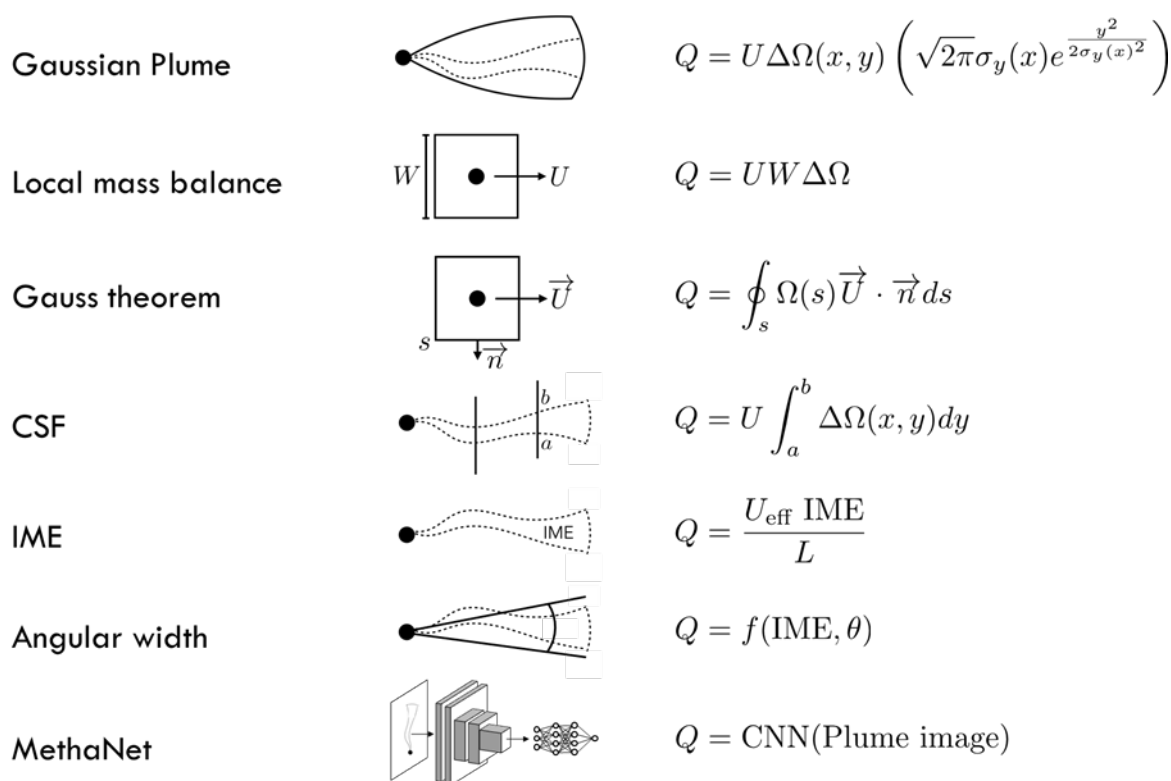 Gaussian Plume
Q = UΔΩ(x, y) (√2π σ_y(x) e^{y²/(2σ_y(x)²)})
Local mass balance
W
U
Q = UWΔΩ
Gauss theorem
U⃗
s
n⃗
Q = ∮_s Ω(s) U⃗ · n⃗ ds
CSF
b
a
Q = U ∫_a^b ΔΩ(x, y)dy
IME
IME
Q = U_eff IME / L
Angular width
Q = f(IME, θ)
MethaNet
Q = CNN(Plume image)